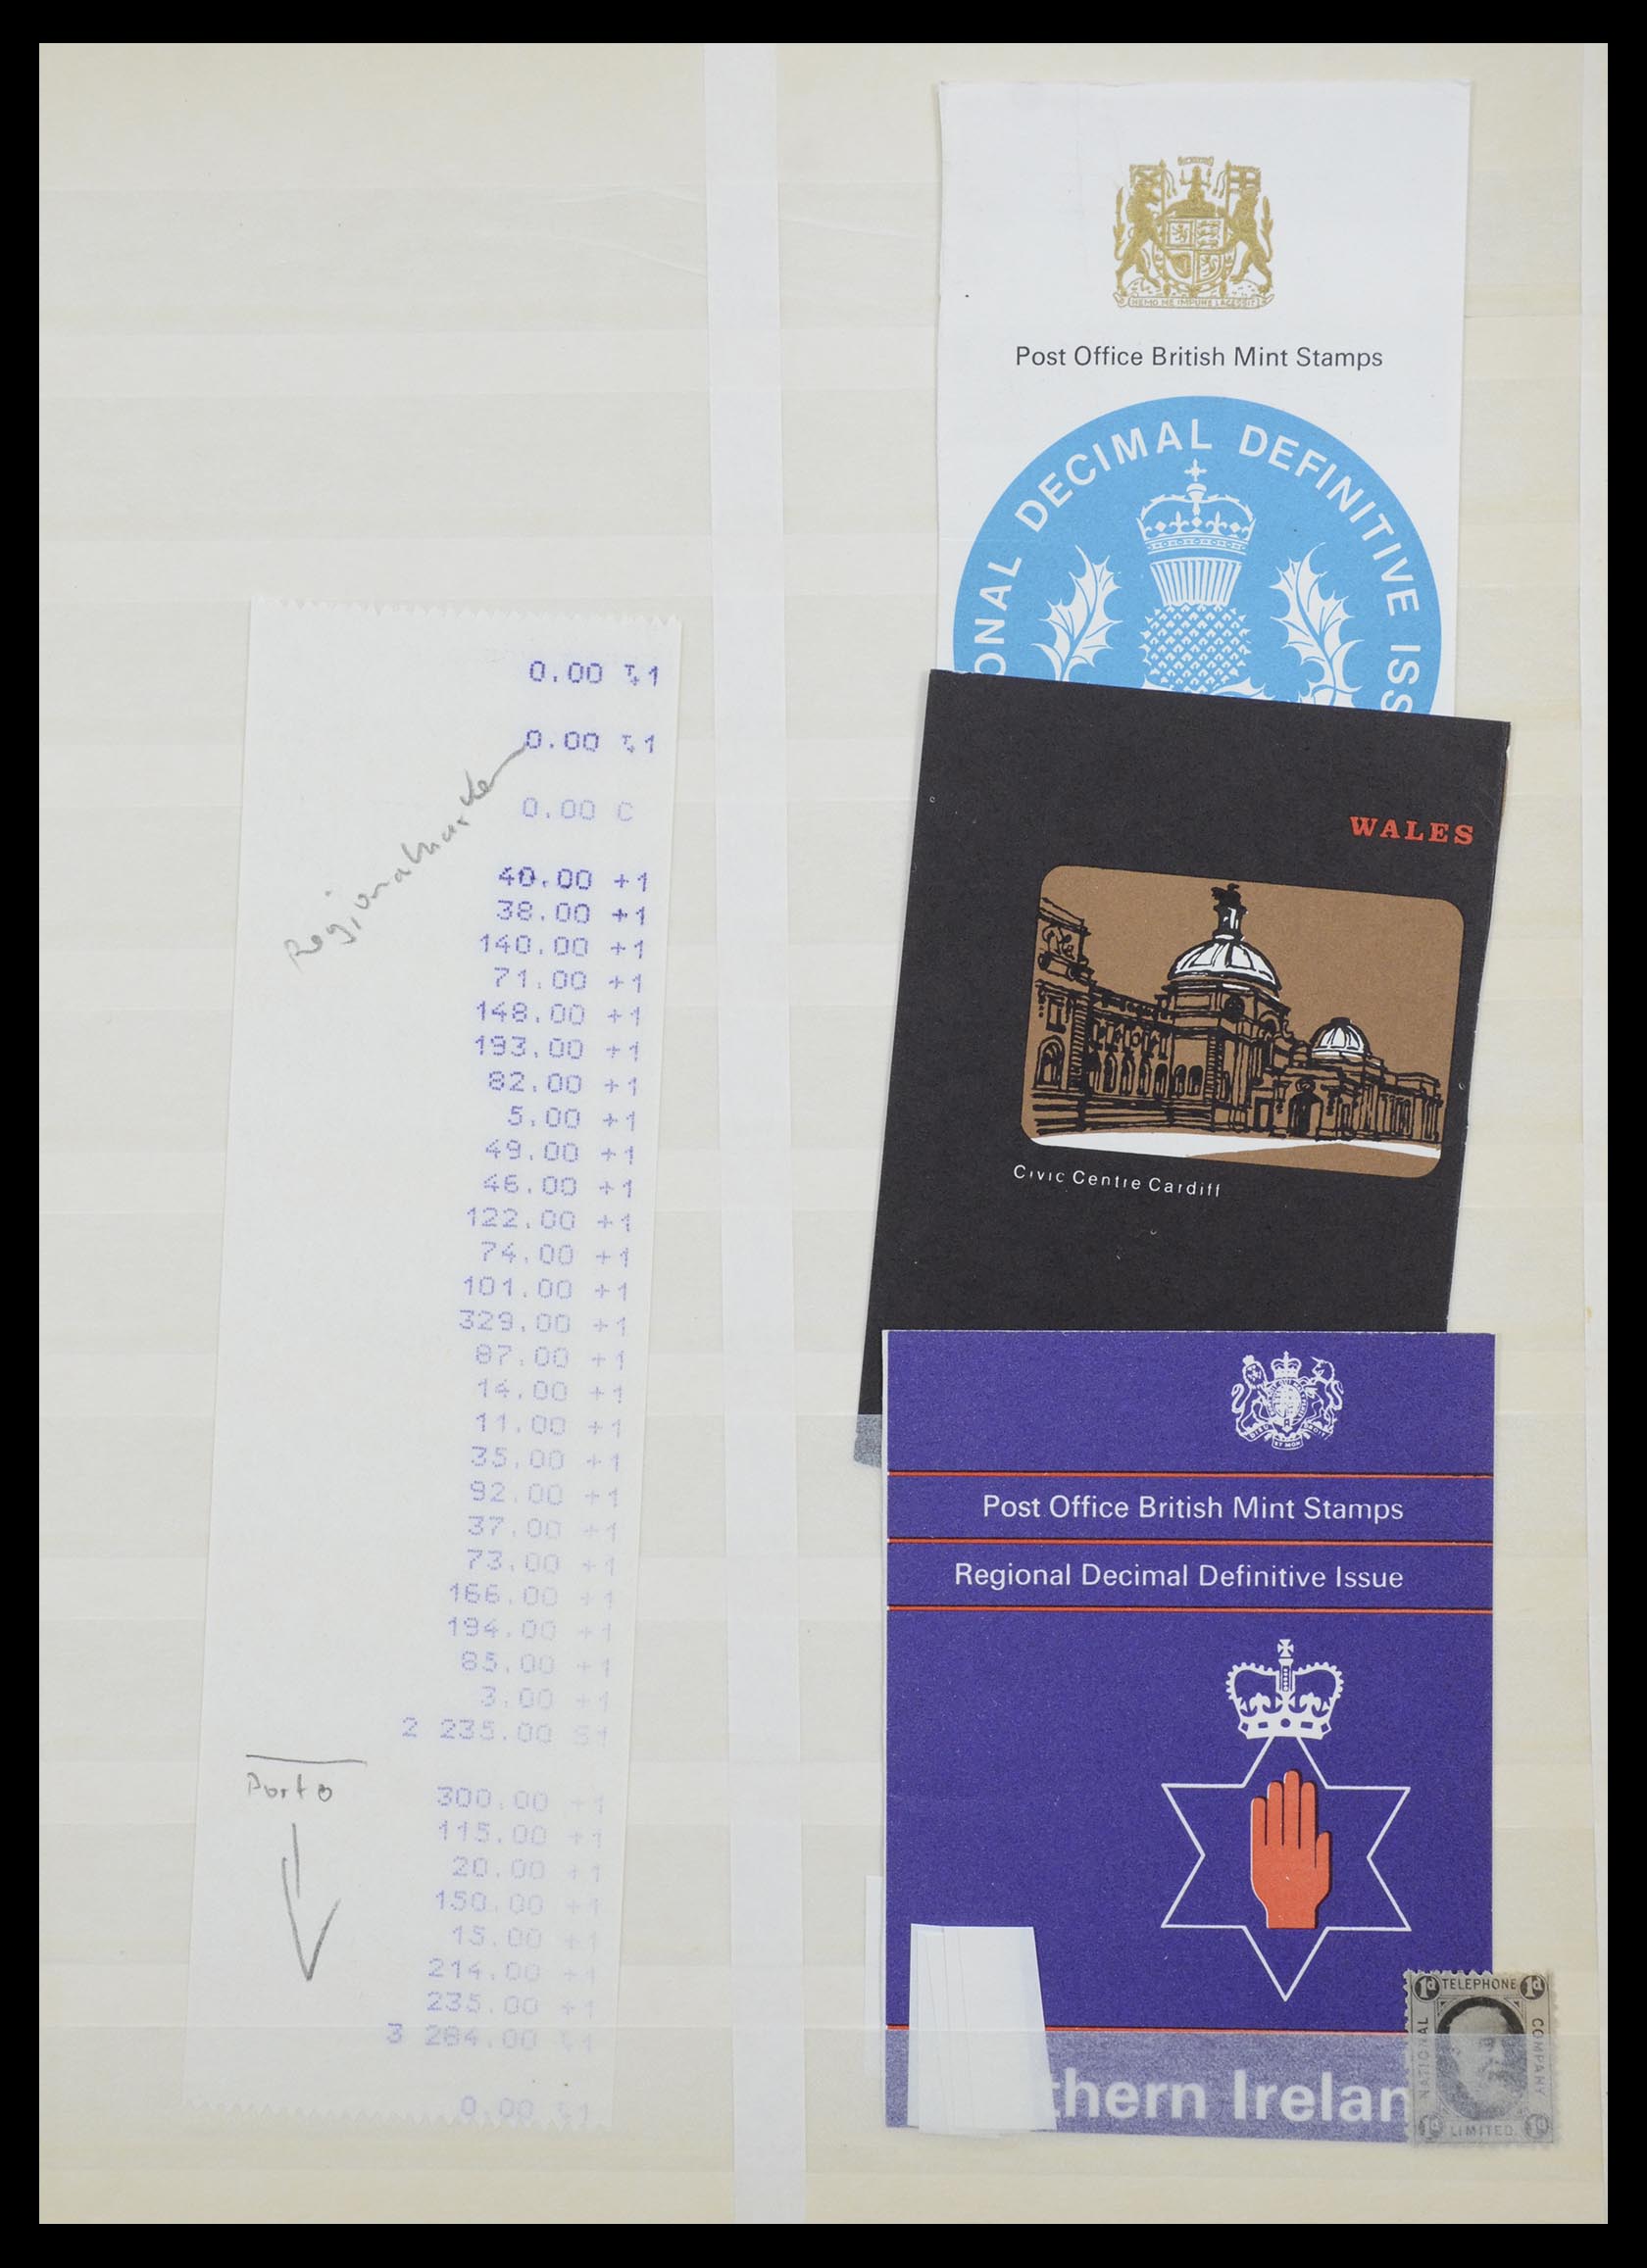 0.00 T+1
0.00 T+1
Regionalmarken
0.00 C
40.00 +1
38.00 +1
140.00 +1
71.00 +1
148.00 +1
193.00 +1
82.00 +1
5.00 +1
49.00 +1
46.00 +1
122.00 +1
74.00 +1
101.00 +1
329.00 +1
87.00 +1
14.00 +1
11.00 +1
35.00 +1
92.00 +1
37.00 +1
73.00 +1
166.00 +1
194.00 +1
85.00 +1
3.00 +1
2 235.00 S1
Porto
300.00 +1
115.00 +1
20.00 +1
150.00 +1
15.00 +1
214.00 +1
235.00 +1
3 284.00
0.00
NEMO ME IMPUNE LACESSIT
Post Office British Mint Stamps
ONAL DECIMAL DEFINITIVE ISS
WALES
Civic Centre Cardiff
Post Office British Mint Stamps
Regional Decimal Definitive Issue
thern Irelan
1d TELEPHONE 1d
NATIONAL
COMPANY
1d LIMITED. 1d